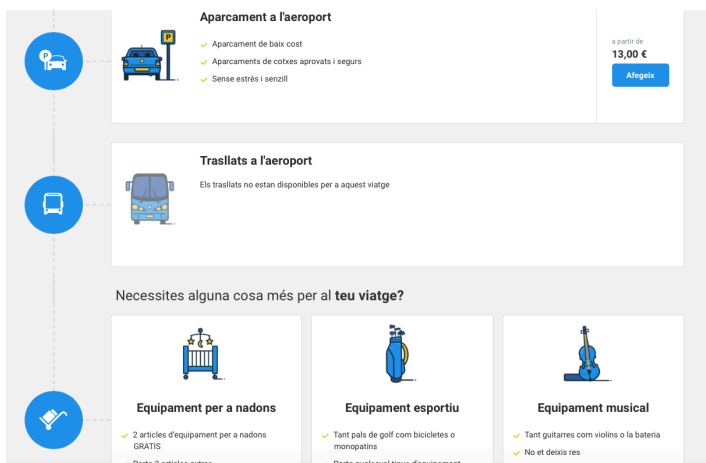 Aparcament a l'aeroport
Aparcament de baix cost
Aparcaments de cotxes aprovats i segurs
Sense estrès i senzill
a partir de
13,00 €
Afegeix
Trasllats a l'aeroport
Els trasllats no estan disponibles per a aquest viatge
Necessites alguna cosa més per al teu viatge?
Equipament per a nadons
2 articles d'equipament per a nadons
GRATIS
Equipament esportiu
Tant pals de golf com bicicletes o
monopatins
Equipament musical
Tant guitarres com violins o la bateria
No et deixis res